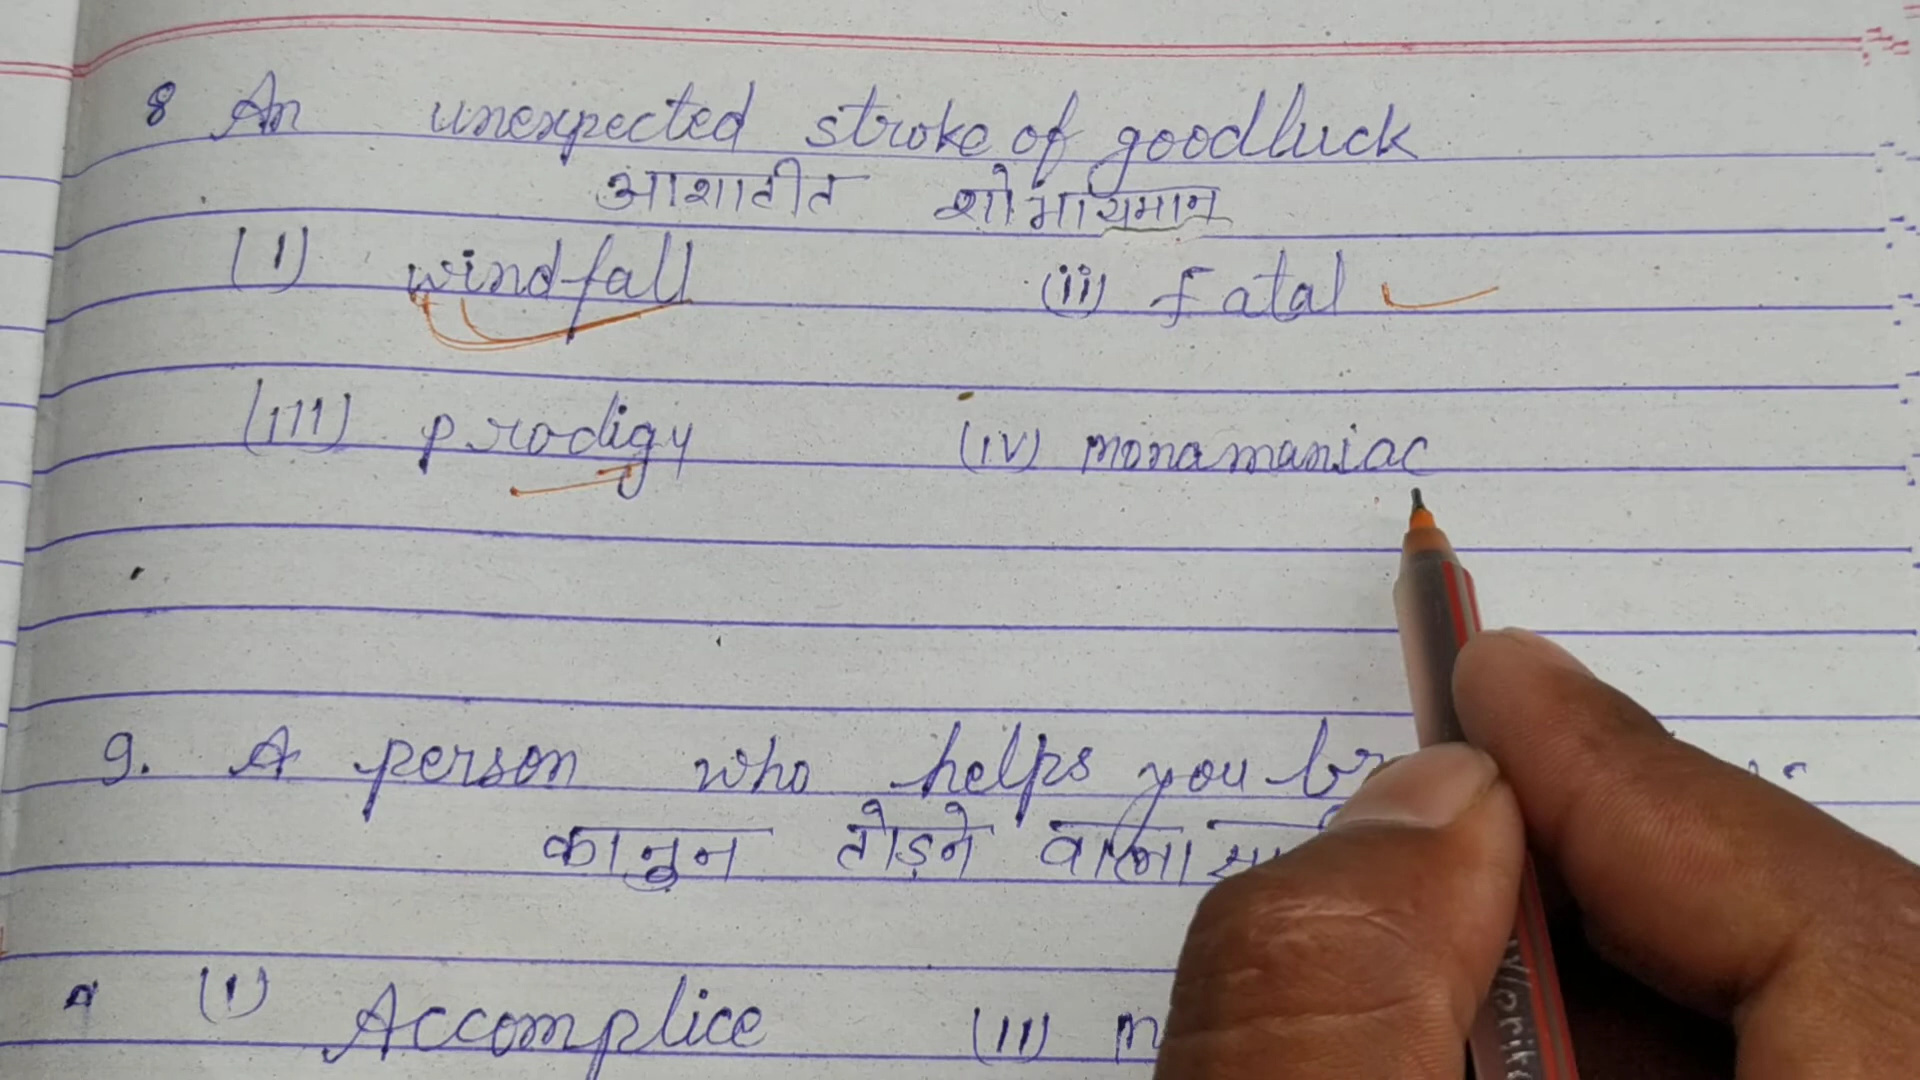 8 An unexpected stroke of goodluck
आशातीत शोभायमान
(I) windfall (ii) Fatal
(III) prodigy (IV) monamaniac
9. A person who helps you
कानुन तोड़ने वाला
(I) Accomplice (II)